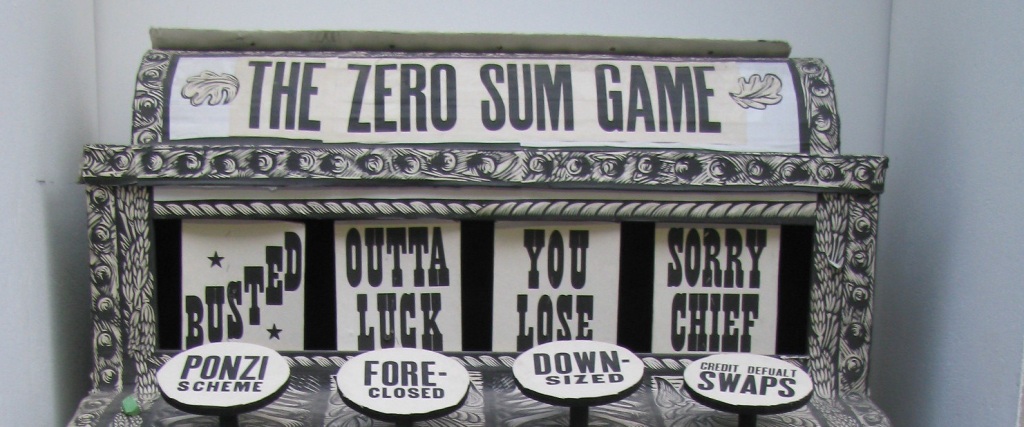 THE ZERO SUM GAME
BUSTED
OUTTA
LUCK
YOU
LOSE
SORRY
CHIEF
PONZI
SCHEME
FORE-
CLOSED
DOWN-
SIZED
CREDIT DEFUALT
SWAPS